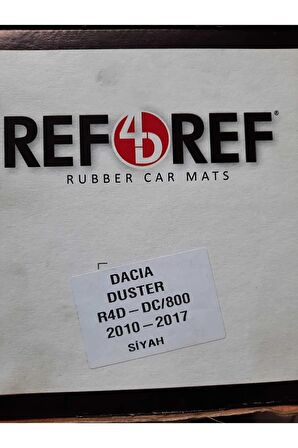 REF4DREF®
RUBBER CAR MATS
DACIA
DUSTER
R4D – DC/800
2010 – 2017
SİYAH